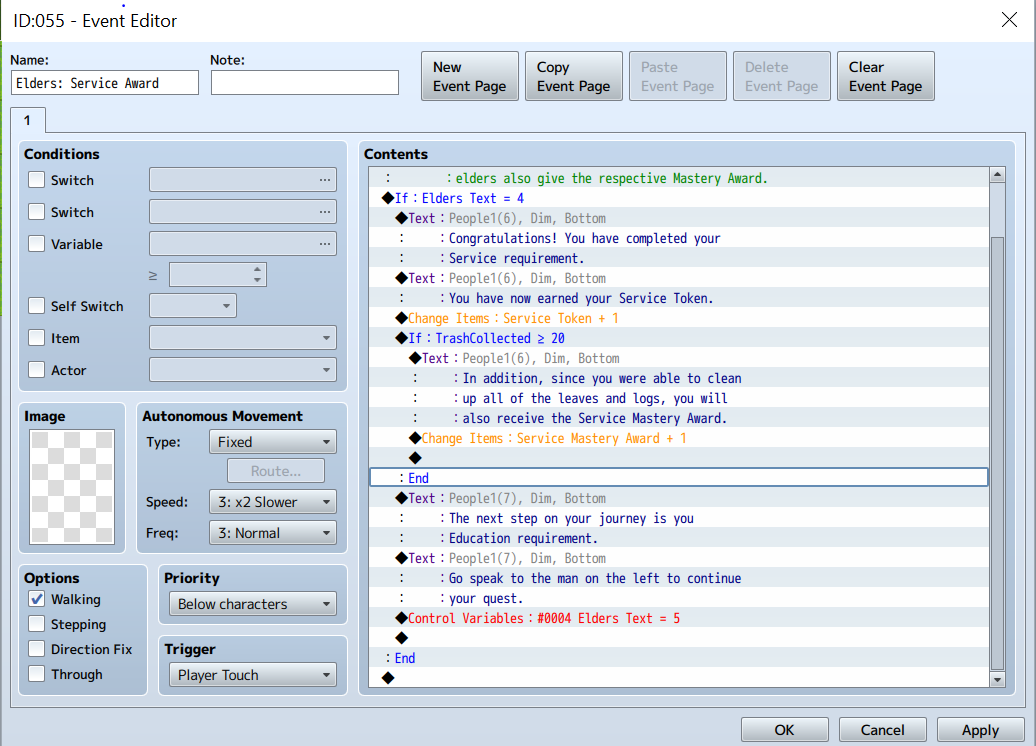 ID:055 - Event Editor
Name:
Note:
Elders: Service Award
New
Event Page
Copy
Event Page
Paste
Event Page
Delete
Event Page
Clear
Event Page
1
Conditions
Switch
...
Switch
...
Variable
...
≥
Self Switch
Item
Actor
Image
Autonomous Movement
Type:
Fixed
Route...
Speed:
3: x2 Slower
Freq:
3: Normal
Options
Walking
Stepping
Direction Fix
Through
Priority
Below characters
Trigger
Player Touch
Contents
:       :elders also give the respective Mastery Award.
◆If:Elders Text = 4
◆Text:People1(6), Dim, Bottom
:    :Congratulations! You have completed your
:    :Service requirement.
◆Text:People1(6), Dim, Bottom
:    :You have now earned your Service Token.
◆Change Items:Service Token + 1
◆If:TrashCollected ≥ 20
◆Text:People1(6), Dim, Bottom
:    :In addition, since you were able to clean
:    :up all of the leaves and logs, you will
:    :also receive the Service Mastery Award.
◆Change Items:Service Mastery Award + 1
◆
:End
◆Text:People1(7), Dim, Bottom
:    :The next step on your journey is you
:    :Education requirement.
◆Text:People1(7), Dim, Bottom
:    :Go speak to the man on the left to continue
:    :your quest.
◆Control Variables:#0004 Elders Text = 5
◆
:End
◆
OK
Cancel
Apply